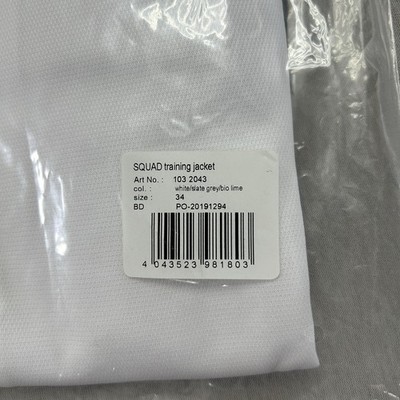 SQUAD training jacket
Art No. : 103 2043
col. : white/slate grey/bio lime
size : 34
BD PO-20191294
4 043523 981803